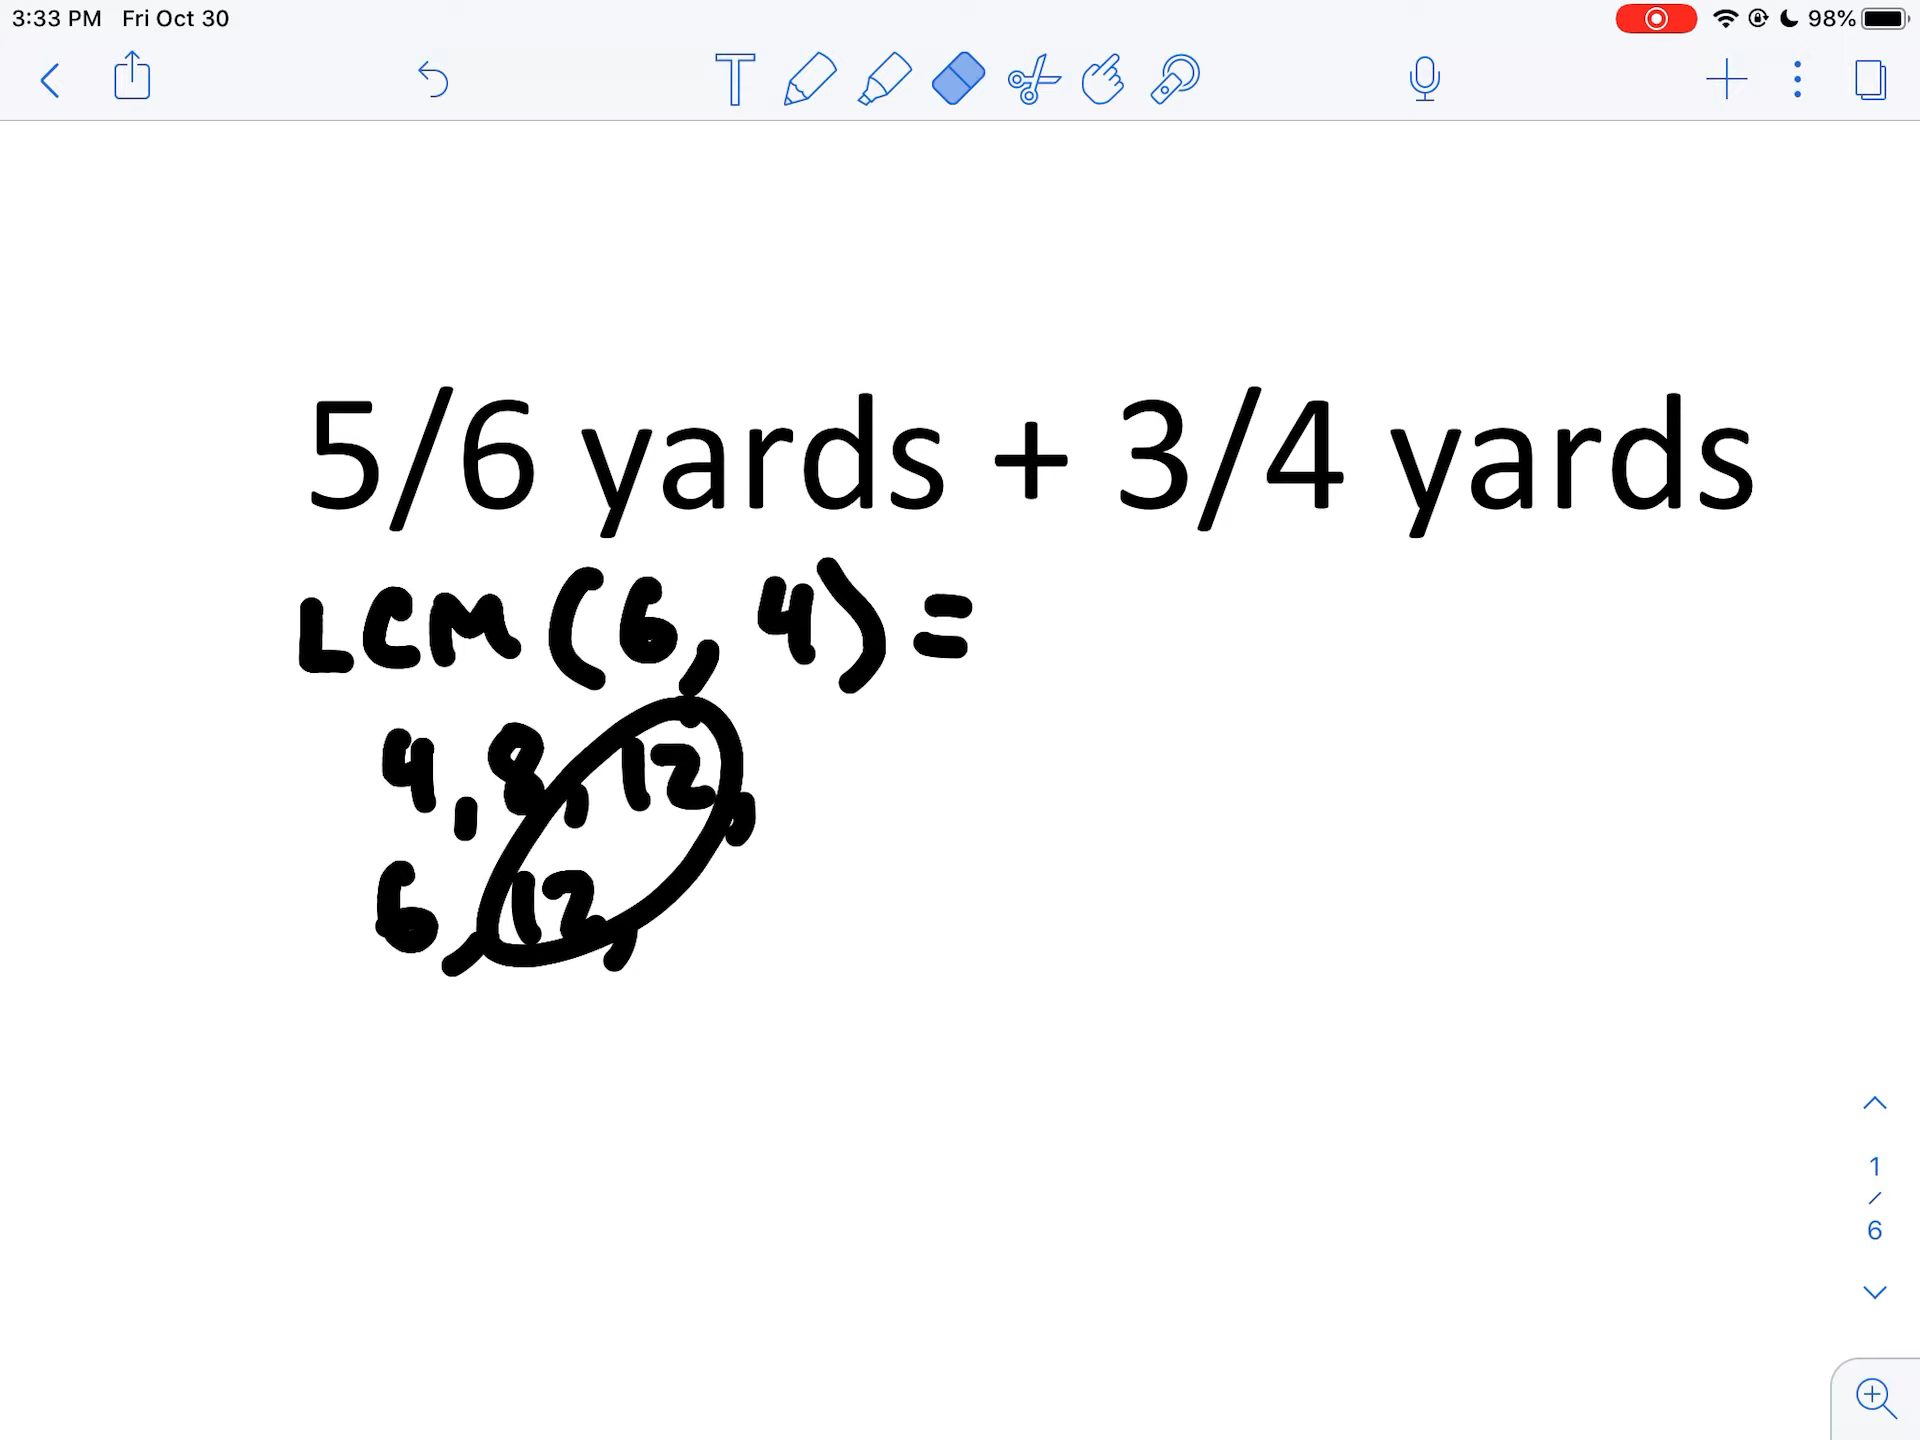 3:33 PM Fri Oct 30 98%
T
5/6 yards + 3/4 yards
LCM (6, 4) =
4, 8, 12,
6, 12,
1
/
6